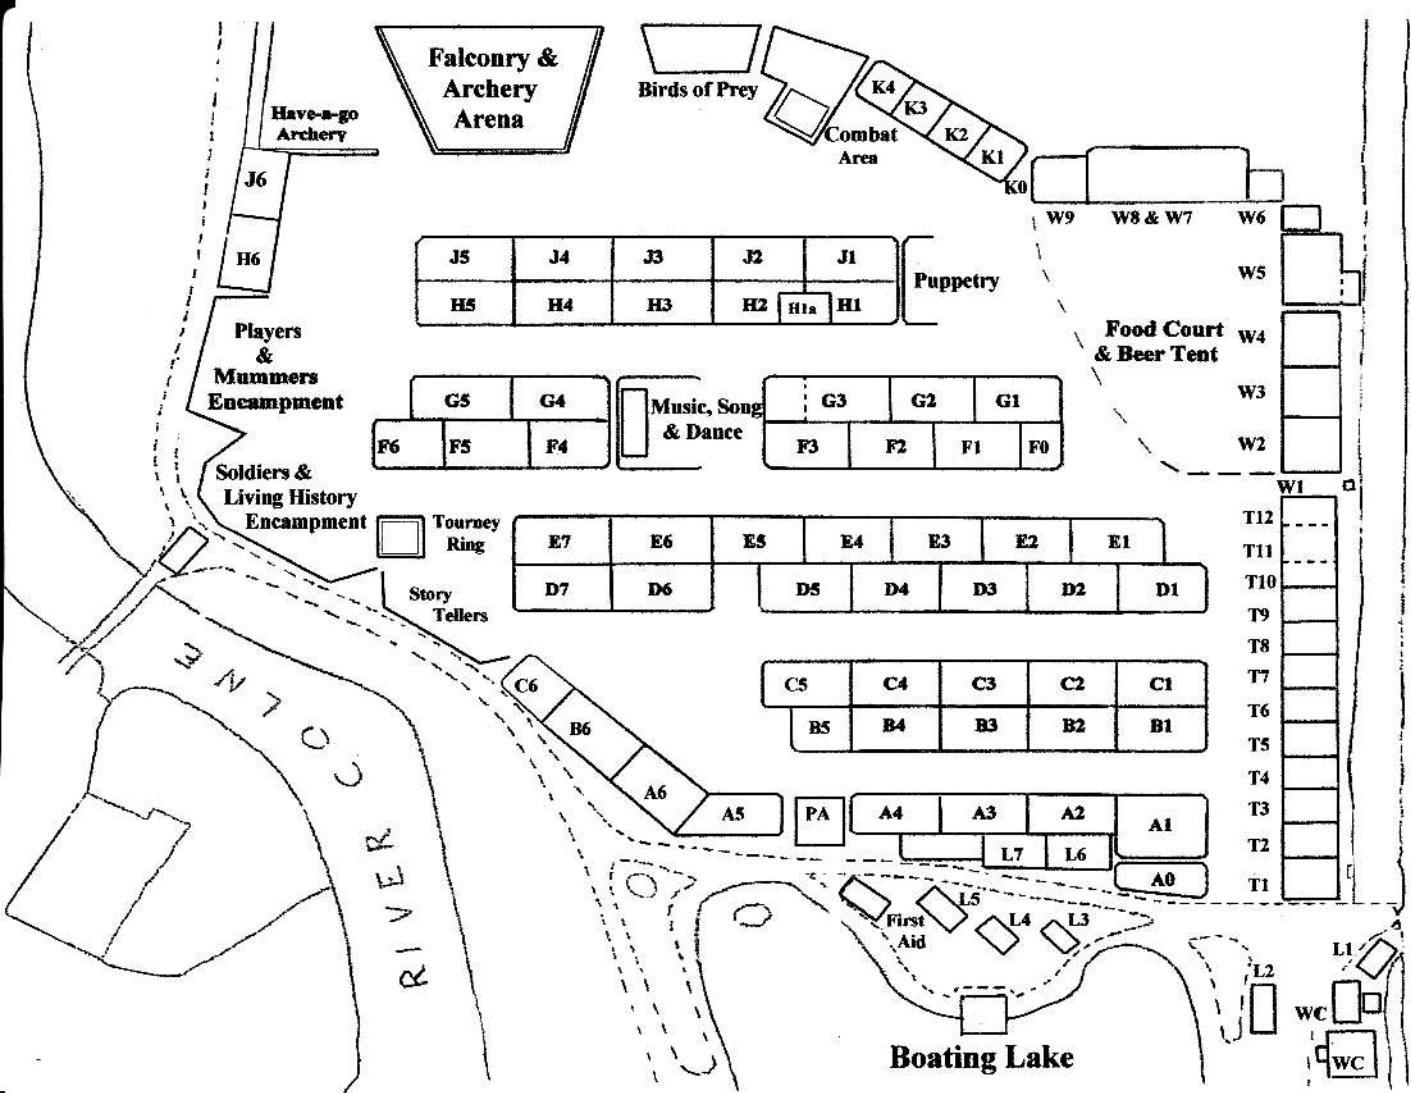 Falconry &
Archery
Arena
Birds of Prey
Combat
Area
K4
K3
K2
K1
K0
Have-a-go
Archery
J6
H6
W9
W8 & W7
W6
W5
J5
J4
J3
J2
J1
H5
H4
H3
H2
H1a
H1
Puppetry
Food Court
& Beer Tent
W4
W3
W2
W1
Players
&
Mummers
Encampment
G5
G4
F6
F5
F4
Music, Song
& Dance
G3
G2
G1
F3
F2
F1
F0
Soldiers &
Living History
Encampment
Tourney
Ring
Story
Tellers
E7
E6
E5
E4
E3
E2
E1
D7
D6
D5
D4
D3
D2
D1
T12
T11
T10
T9
T8
T7
T6
T5
T4
T3
T2
T1
C6
B6
A6
A5
C5
C4
C3
C2
C1
B5
B4
B3
B2
B1
PA
A4
A3
A2
A1
L7
L6
A0
RIVER COLNE
First
Aid
L5
L4
L3
L2
L1
WC
WC
Boating Lake